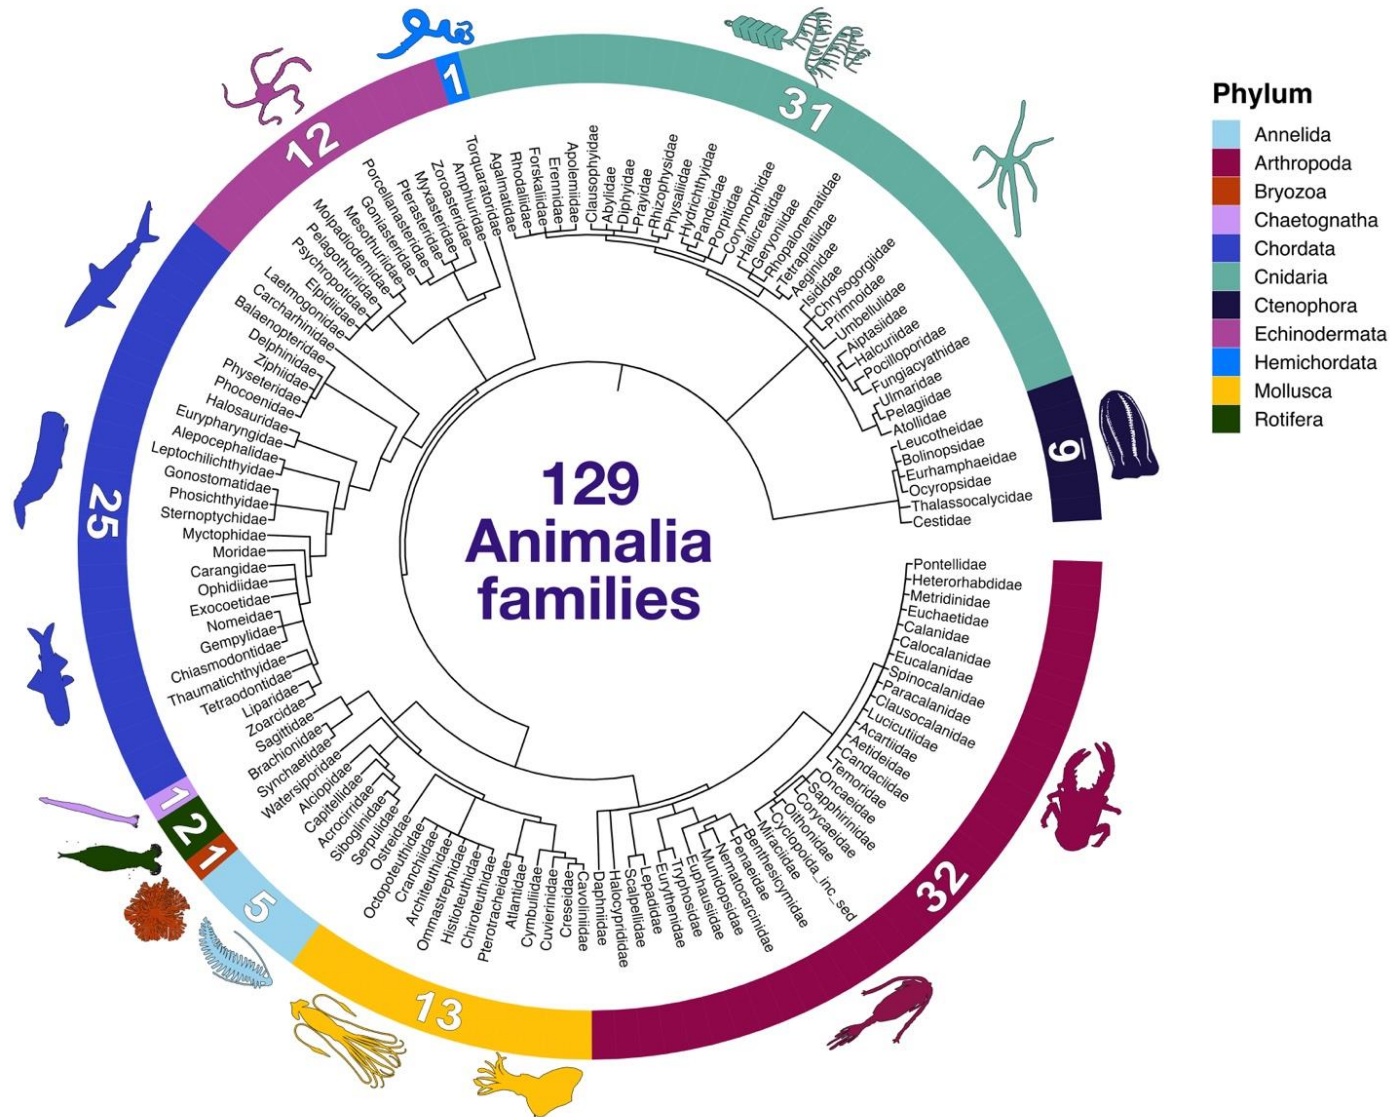 129
Animalia
families
Phylum
Annelida
Arthropoda
Bryozoa
Chaetognatha
Chordata
Cnidaria
Ctenophora
Echinodermata
Hemichordata
Mollusca
Rotifera
1
31
6
32
13
5
1
2
1
25
12
Torquaratoridae
Agalmatidae
Rhodaliidae
Forskaliidae
Erennidae
Apolemiidae
Clausophyidae
Abylidae
Diphyidae
Prayidae
Rhizophysidae
Physaliidae
Hydrichthyidae
Pandeidae
Porpitidae
Corymorphidae
Halicreatidae
Geryoniidae
Rhopalonematidae
Tetraplatiidae
Aeginidae
Isididae
Chrysogorgiidae
Primnoidae
Umbellulidae
Aiptasiidae
Halcuriidae
Pocilloporidae
Fungiacyathidae
Ulmaridae
Pelagiidae
Atollidae
Leucotheidae
Bolinopsidae
Eurhamphaeidae
Ocyropsidae
Thalassocalycidae
Cestidae
Pontellidae
Heterorhabdidae
Metridinidae
Euchaetidae
Calanidae
Calocalanidae
Eucalanidae
Spinocalanidae
Paracalanidae
Clausocalanidae
Lucicutiidae
Acartiidae
Aetideidae
Candaciidae
Temoridae
Oncaeidae
Sapphirinidae
Corycaeidae
Oithonidae
Cyclopoida_inc_sed
Miraciidae
Benthesicymidae
Penaeidae
Nematocarcinidae
Munidopsidae
Euphausiidae
Tryphosidae
Eurythenidae
Lepadidae
Scalpellidae
Halocyprididae
Daphniidae
Cavoliniidae
Creseidae
Cuvierinidae
Cymbuliidae
Atlantidae
Pterotracheidae
Chiroteuthidae
Histioteuthidae
Ommastrephidae
Architeuthidae
Cranchiidae
Octopoteuthidae
Ostreidae
Serpulidae
Siboglinidae
Acrocirridae
Capitellidae
Alciopidae
Watersiporidae
Synchaetidae
Brachionidae
Sagittidae
Zoarcidae
Liparidae
Tetraodontidae
Thaumatichthyidae
Chiasmodontidae
Gempylidae
Nomeidae
Exocoetidae
Ophidiidae
Carangidae
Moridae
Myctophidae
Sternoptychidae
Phosichthyidae
Gonostomatidae
Leptochilichthyidae
Alepocephalidae
Eurypharyngidae
Halosauridae
Phocoenidae
Physeteridae
Ziphiidae
Delphinidae
Balaenopteridae
Carcharhinidae
Laetmogonidae
Elpidiidae
Psychropotidae
Pelagothuriidae
Molpadiodemidae
Mesothuriidae
Goniasteridae
Porcellanasteridae
Pterasteridae
Myxasteridae
Zoroasteridae
Amphiuridae